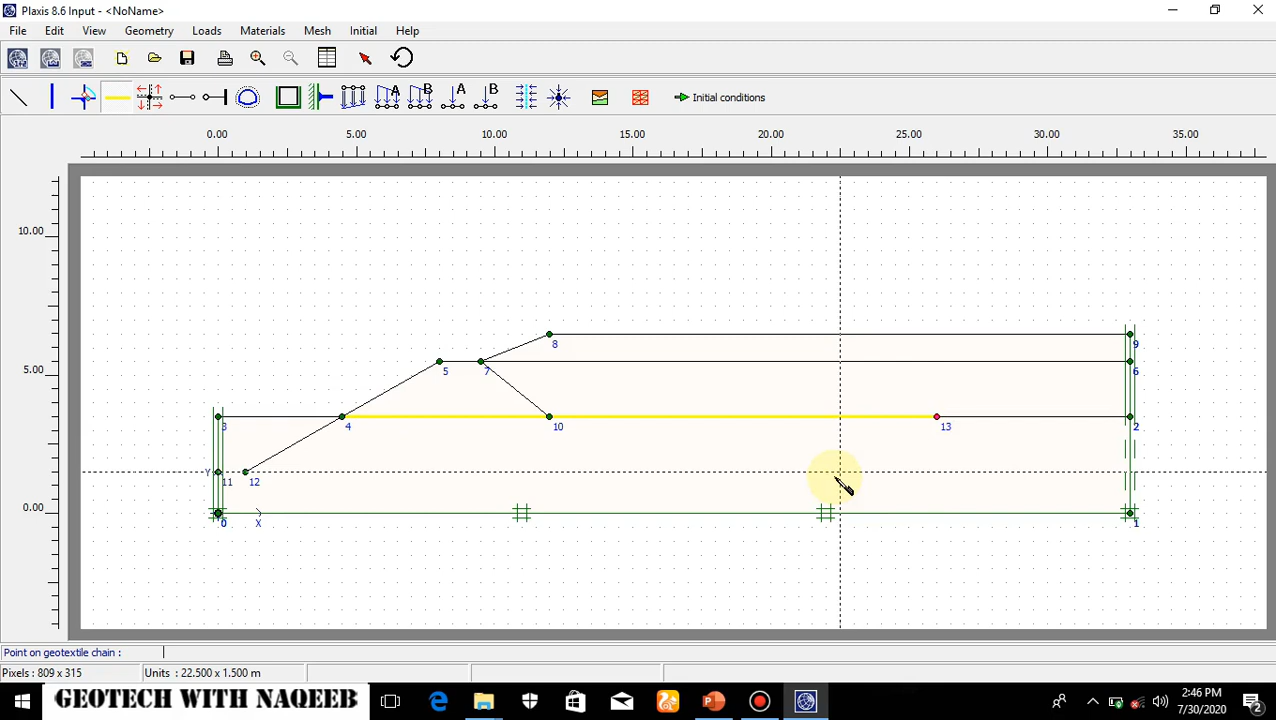 Plaxis 8.6 Input - <NoName>
File Edit View Geometry Loads Materials Mesh Initial Help
A B A B Initial conditions
0.00 5.00 10.00 15.00 20.00 25.00 30.00 35.00
10.00
8 9
5.00 5 7 6
3 4 10 13 2
Y 11 12
0.00 0 X 1
Point on geotextile chain :
Pixels : 809 x 315 Units : 22.500 x 1.500 m
GEOTECH WITH NAQEEB
2:46 PM
7/30/2020
2